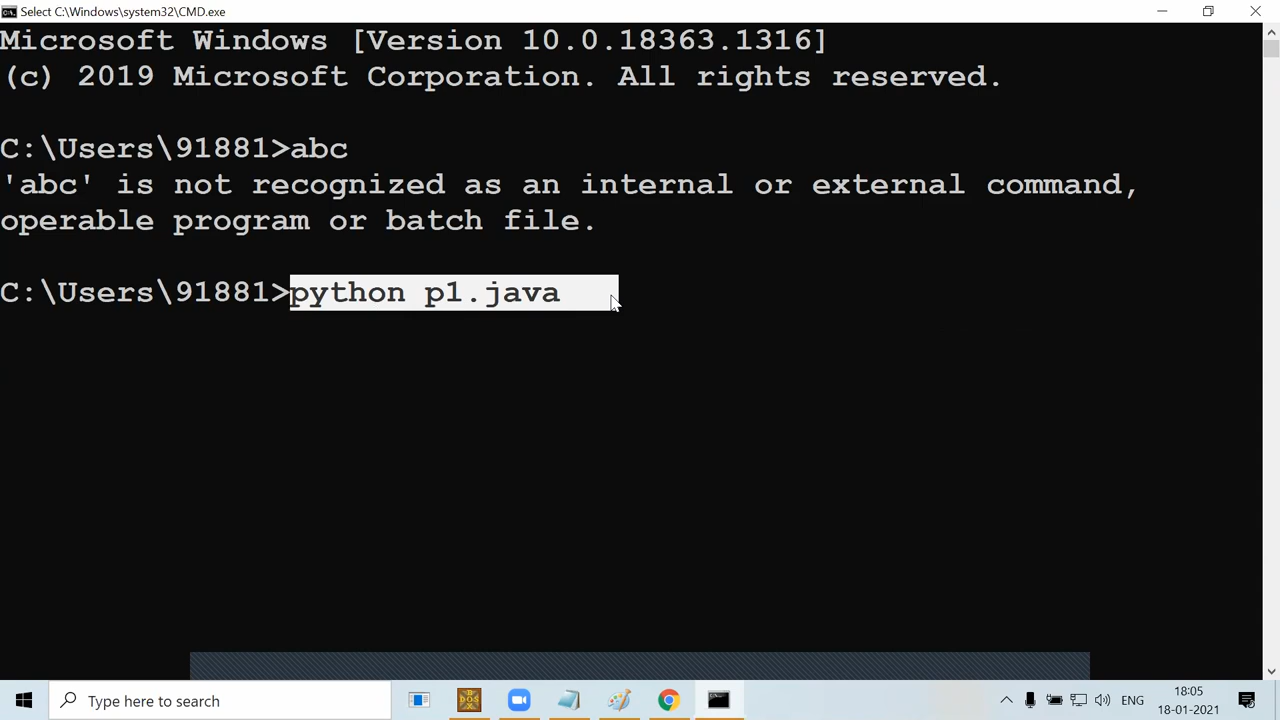 Select C:\Windows\system32\CMD.exe
Microsoft Windows [Version 10.0.18363.1316]
(c) 2019 Microsoft Corporation. All rights reserved.
C:\Users\91881>abc
'abc' is not recognized as an internal or external command,
operable program or batch file.
C:\Users\91881>python p1.java
Type here to search
ENG
18:05
18-01-2021